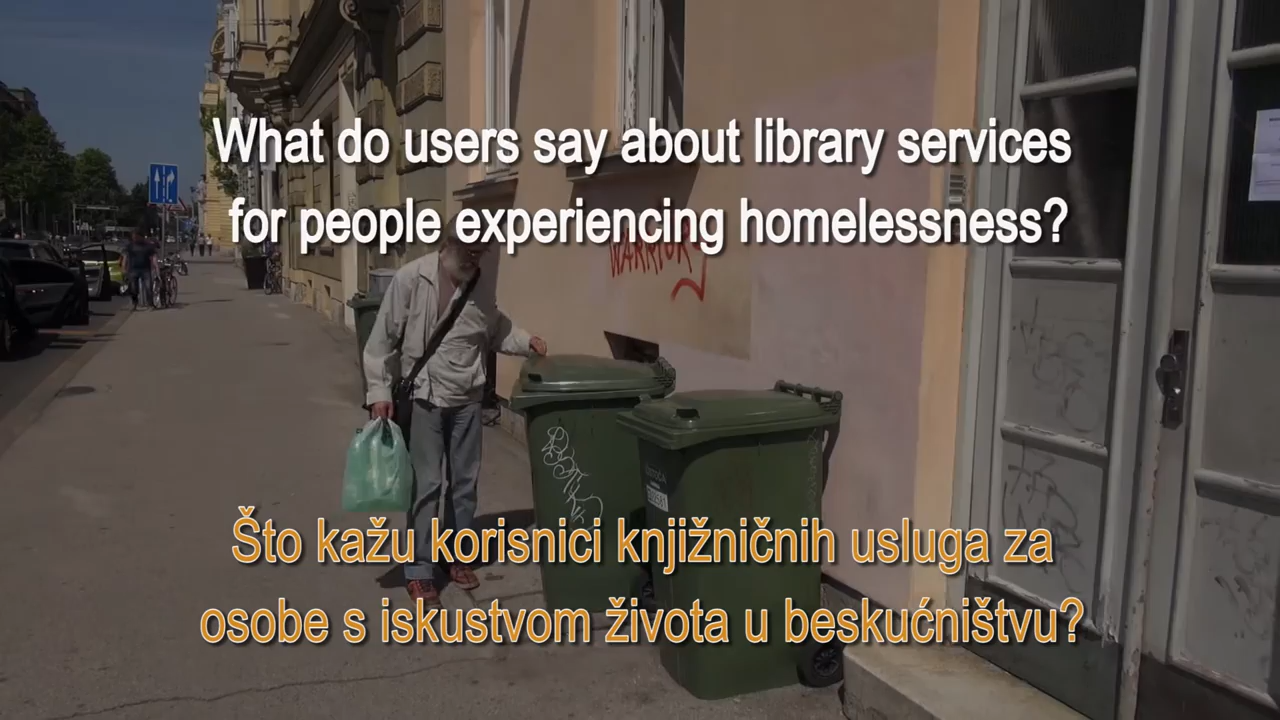 What do users say about library services
for people experiencing homelessness?
WARRIORS
Što kažu korisnici knjižničnih usluga za
osobe s iskustvom života u beskućništvu?